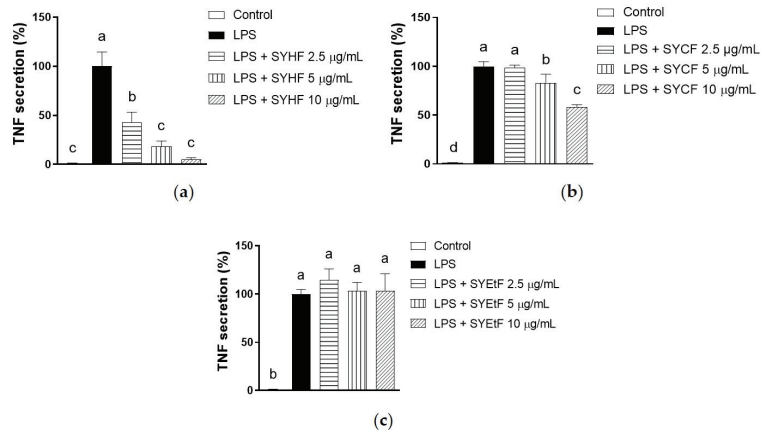 TNF secretion (%)
150
100
50
0
c
a
b
c
c
Control
LPS
LPS + SYHF 2.5 μg/mL
LPS + SYHF 5 μg/mL
LPS + SYHF 10 μg/mL
(a)
TNF secretion (%)
150
100
50
0
d
a
a
b
c
Control
LPS
LPS + SYCF 2.5 μg/mL
LPS + SYCF 5 μg/mL
LPS + SYCF 10 μg/mL
(b)
TNF secretion (%)
150
100
50
0
b
a
a
a
a
Control
LPS
LPS + SYEtF 2.5 μg/mL
LPS + SYEtF 5 μg/mL
LPS + SYEtF 10 μg/mL
(c)